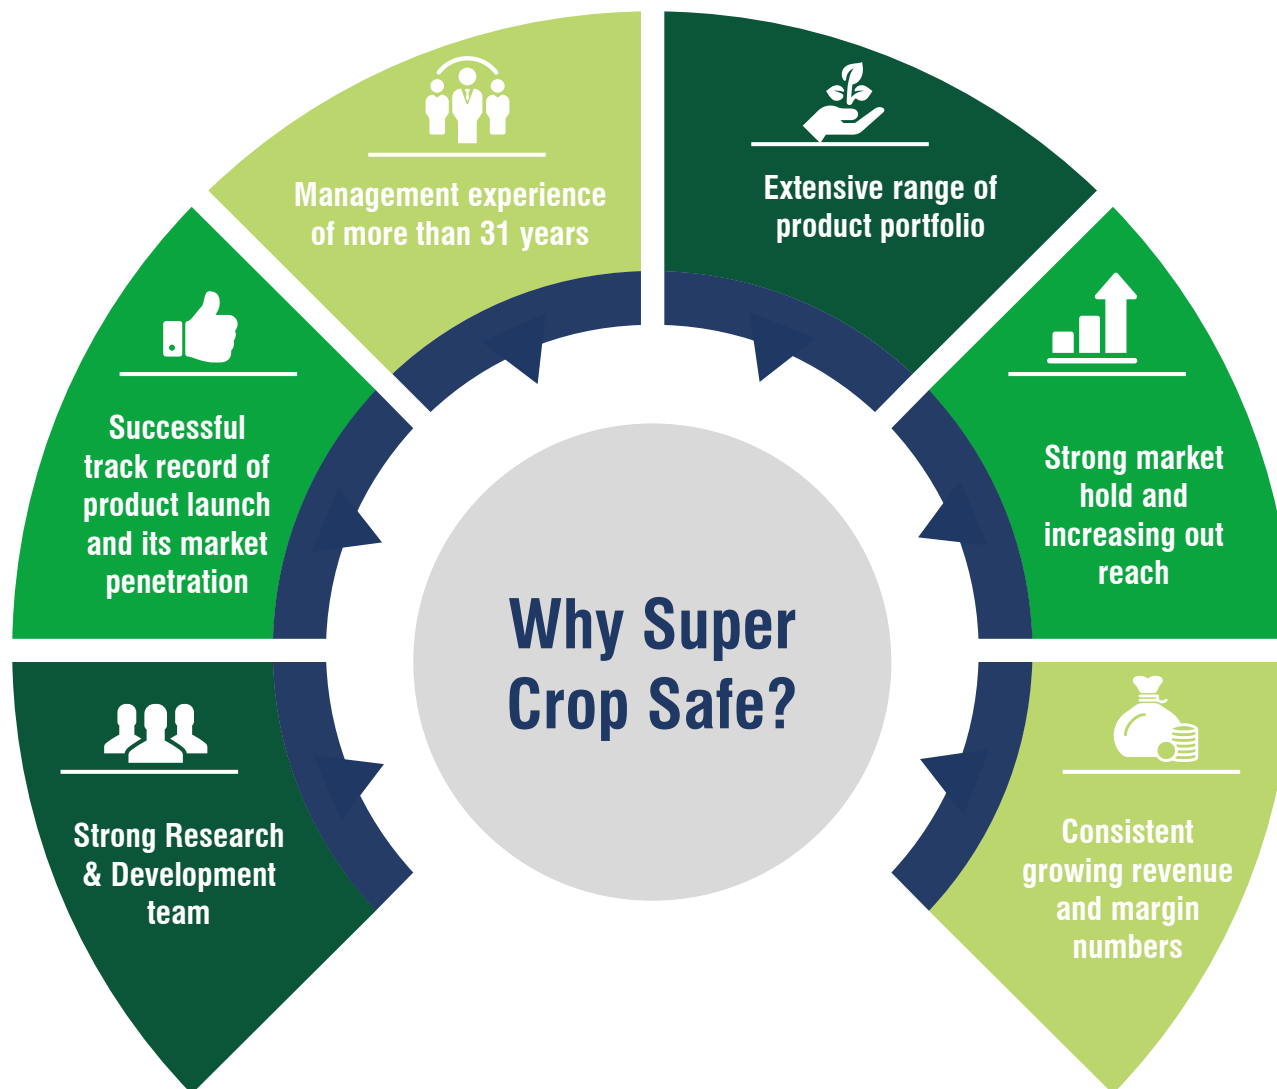 Management experience
of more than 31 years
Extensive range of
product portfolio
Successful
track record of
product launch
and its market
penetration
Strong market
hold and
increasing out
reach
Why Super
Crop Safe?
Strong Research
& Development
team
Consistent
growing revenue
and margin
numbers